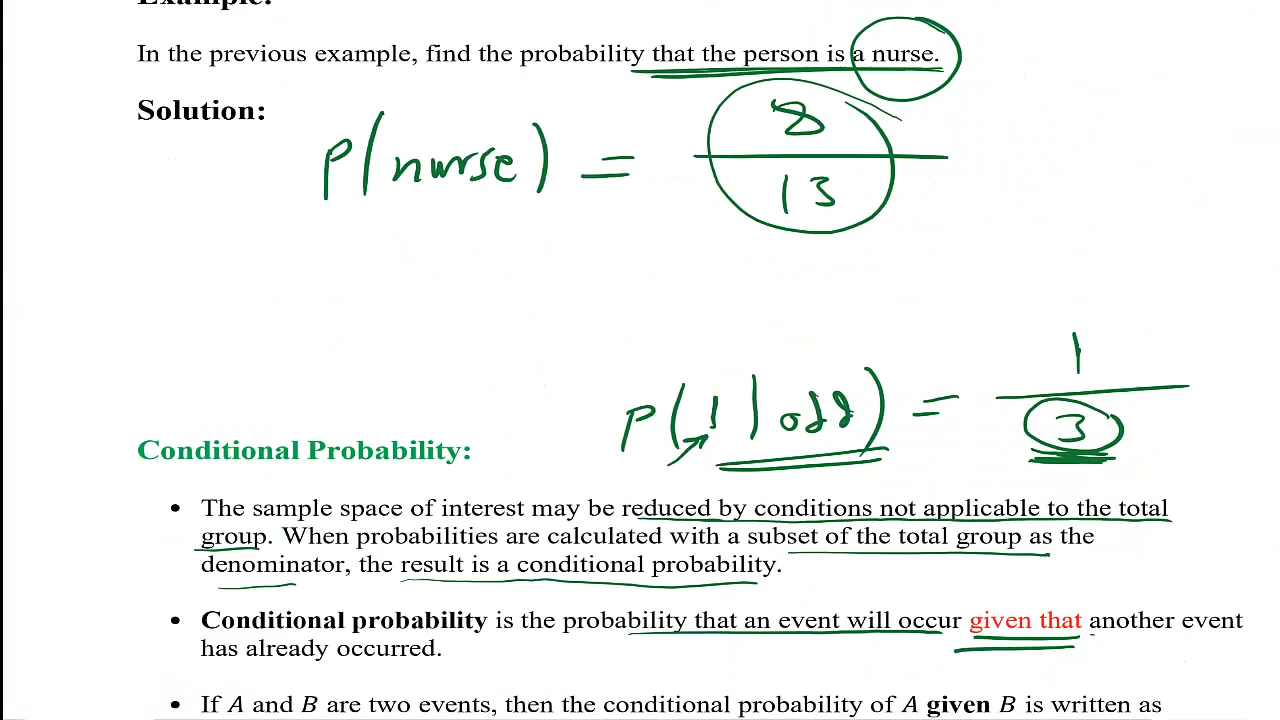 Example:
In the previous example, find the probability that the person is a nurse.
Solution:
P(nurse) = 8/13
P(1|odd) = 1/3
Conditional Probability:
• The sample space of interest may be reduced by conditions not applicable to the total
group. When probabilities are calculated with a subset of the total group as the
denominator, the result is a conditional probability.
• Conditional probability is the probability that an event will occur given that another event
has already occurred.
• If A and B are two events, then the conditional probability of A given B is written as